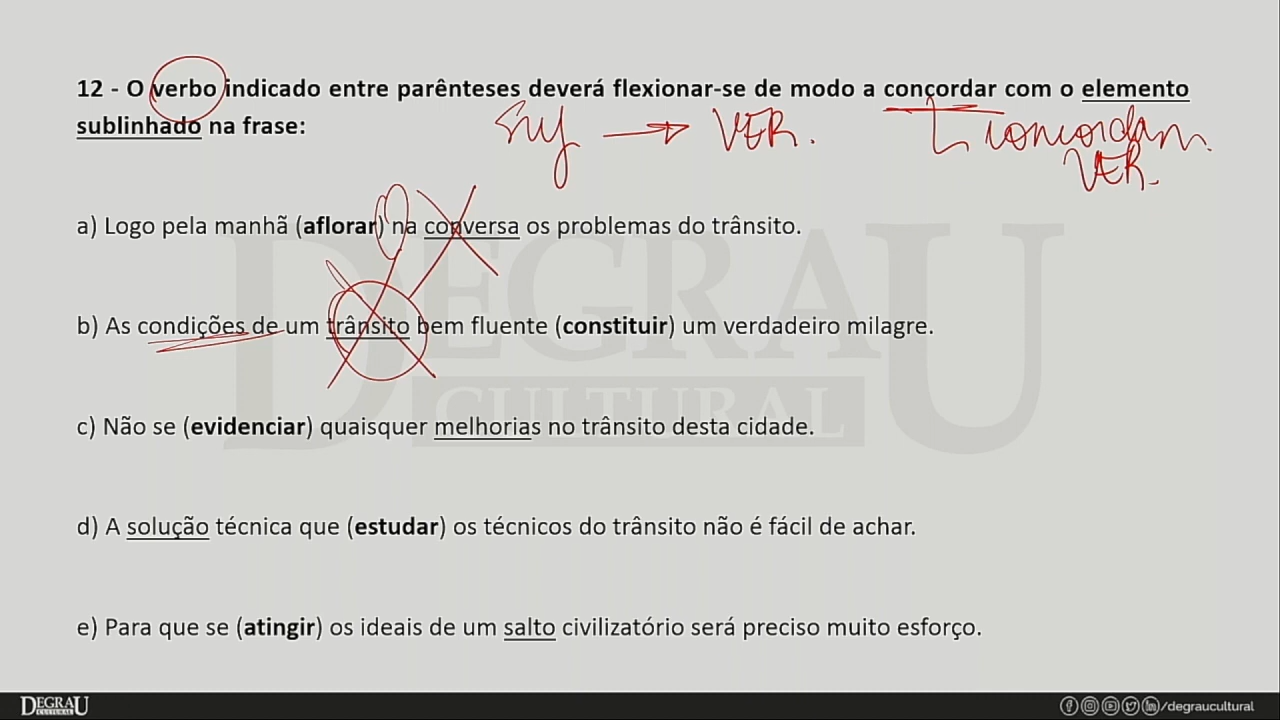 12 - O verbo indicado entre parênteses deverá flexionar-se de modo a concordar com o elemento
sublinhado na frase:
Suj → VER. concordam
VER.
a) Logo pela manhã (aflorar) na conversa os problemas do trânsito.
b) As condições de um trânsito bem fluente (constituir) um verdadeiro milagre.
c) Não se (evidenciar) quaisquer melhorias no trânsito desta cidade.
d) A solução técnica que (estudar) os técnicos do trânsito não é fácil de achar.
e) Para que se (atingir) os ideais de um salto civilizatório será preciso muito esforço.
DEGRAU
CULTURAL
DEGRAU
CULTURAL
/degraucultural